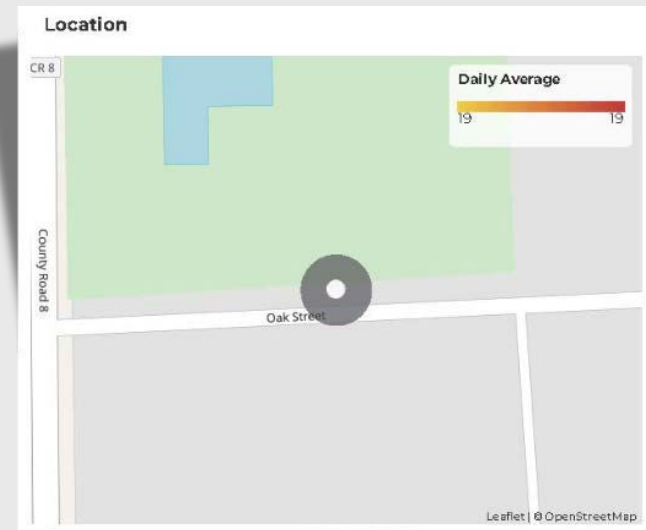 Location
CR 8
Daily Average
19 19
County Road 8
Oak Street
Leaflet | © OpenStreetMap